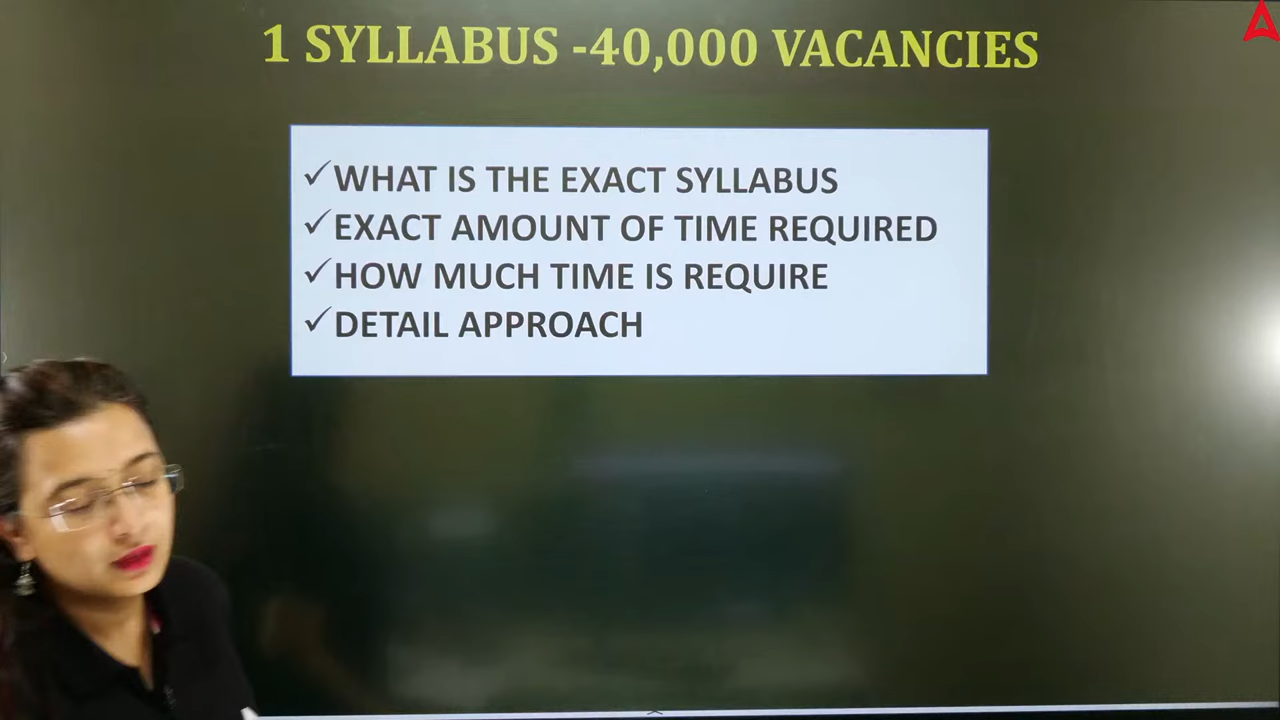 1 SYLLABUS -40,000 VACANCIES
✓WHAT IS THE EXACT SYLLABUS
✓EXACT AMOUNT OF TIME REQUIRED
✓HOW MUCH TIME IS REQUIRE
✓DETAIL APPROACH